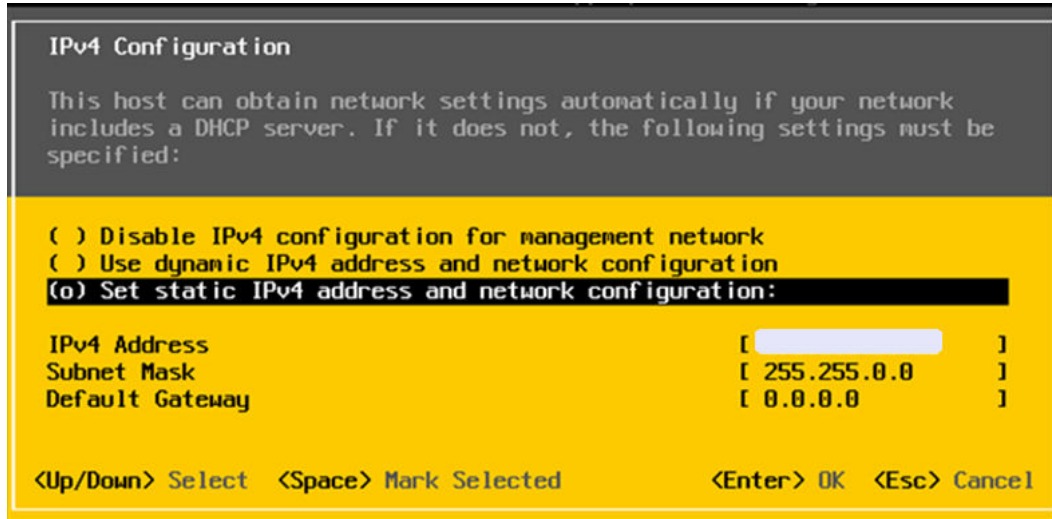 IPv4 Configuration
This host can obtain network settings automatically if your network
includes a DHCP server. If it does not, the following settings must be
specified:
( ) Disable IPv4 configuration for management network
( ) Use dynamic IPv4 address and network configuration
(o) Set static IPv4 address and network configuration:
IPv4 Address [ ]
Subnet Mask [ 255.255.0.0 ]
Default Gateway [ 0.0.0.0 ]
<Up/Down> Select <Space> Mark Selected <Enter> OK <Esc> Cancel